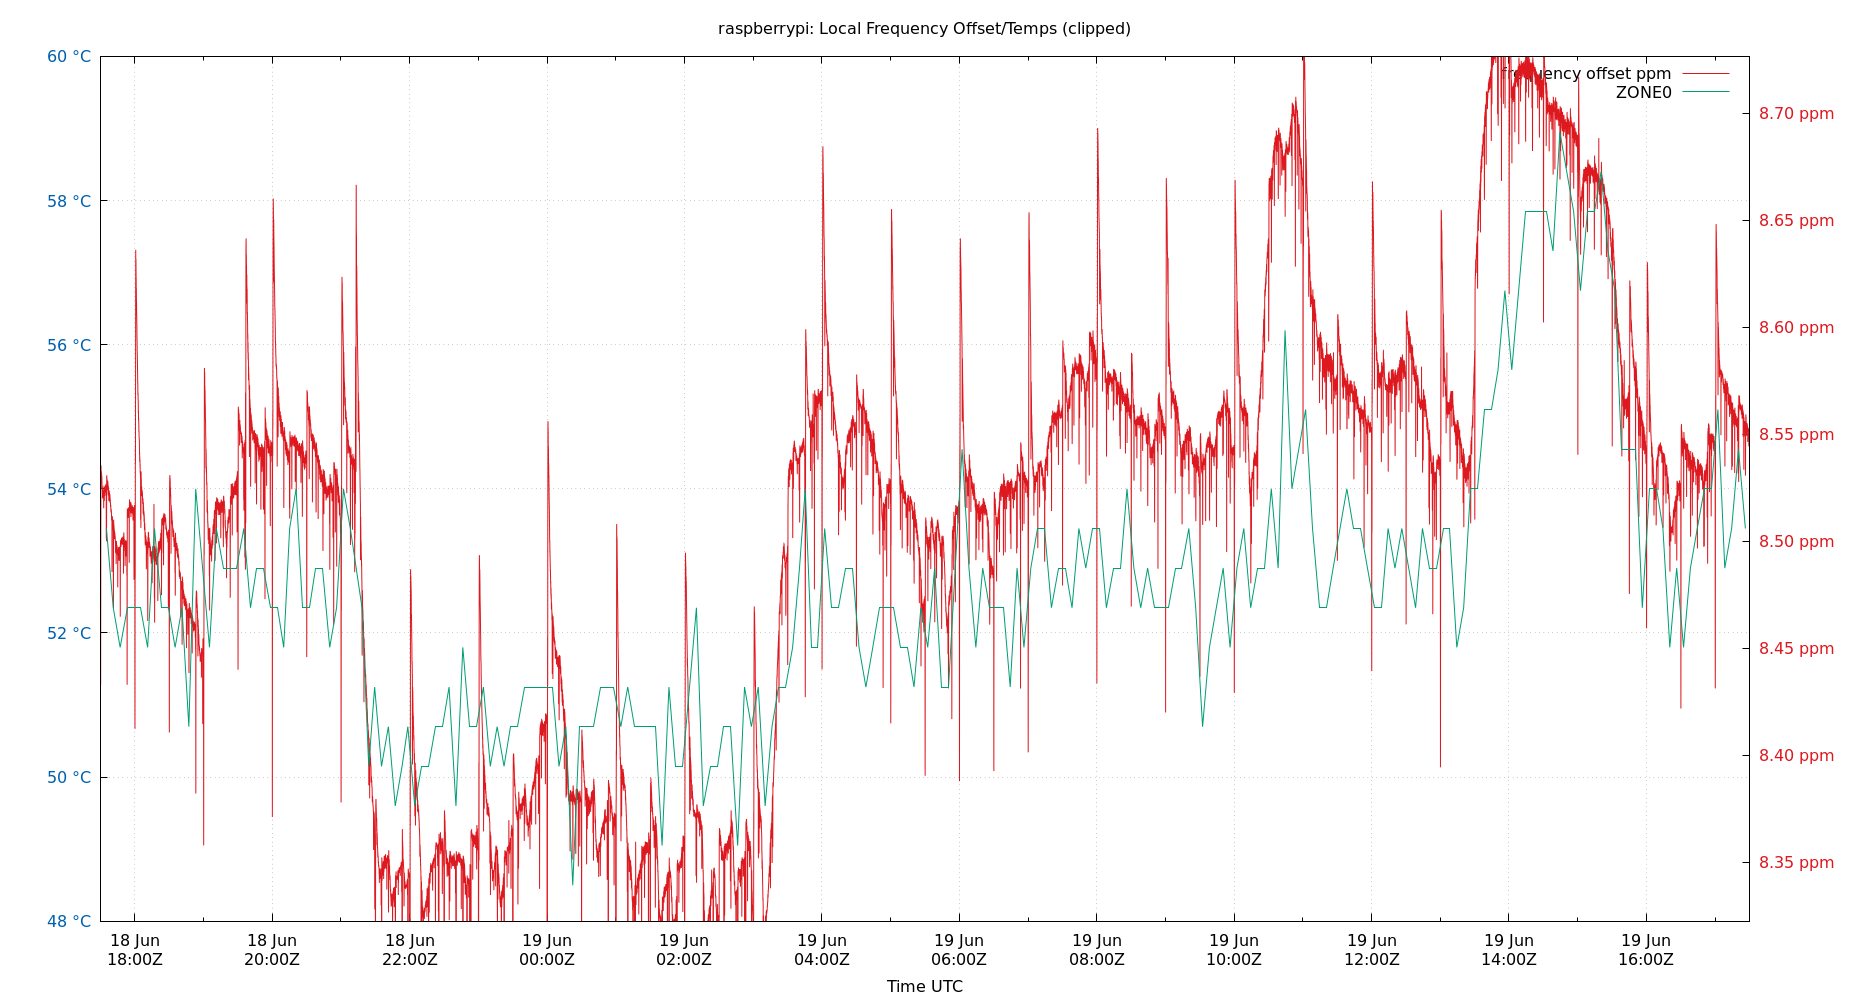 raspberrypi: Local Frequency Offset/Temps (clipped)
60 °C
58 °C
56 °C
54 °C
52 °C
50 °C
48 °C
frequency offset ppm
ZONE0
8.70 ppm
8.65 ppm
8.60 ppm
8.55 ppm
8.50 ppm
8.45 ppm
8.40 ppm
8.35 ppm
18 Jun 18 Jun 18 Jun 19 Jun 19 Jun 19 Jun 19 Jun 19 Jun 19 Jun 19 Jun 19 Jun 19 Jun
18:00Z 20:00Z 22:00Z 00:00Z 02:00Z 04:00Z 06:00Z 08:00Z 10:00Z 12:00Z 14:00Z 16:00Z
Time UTC